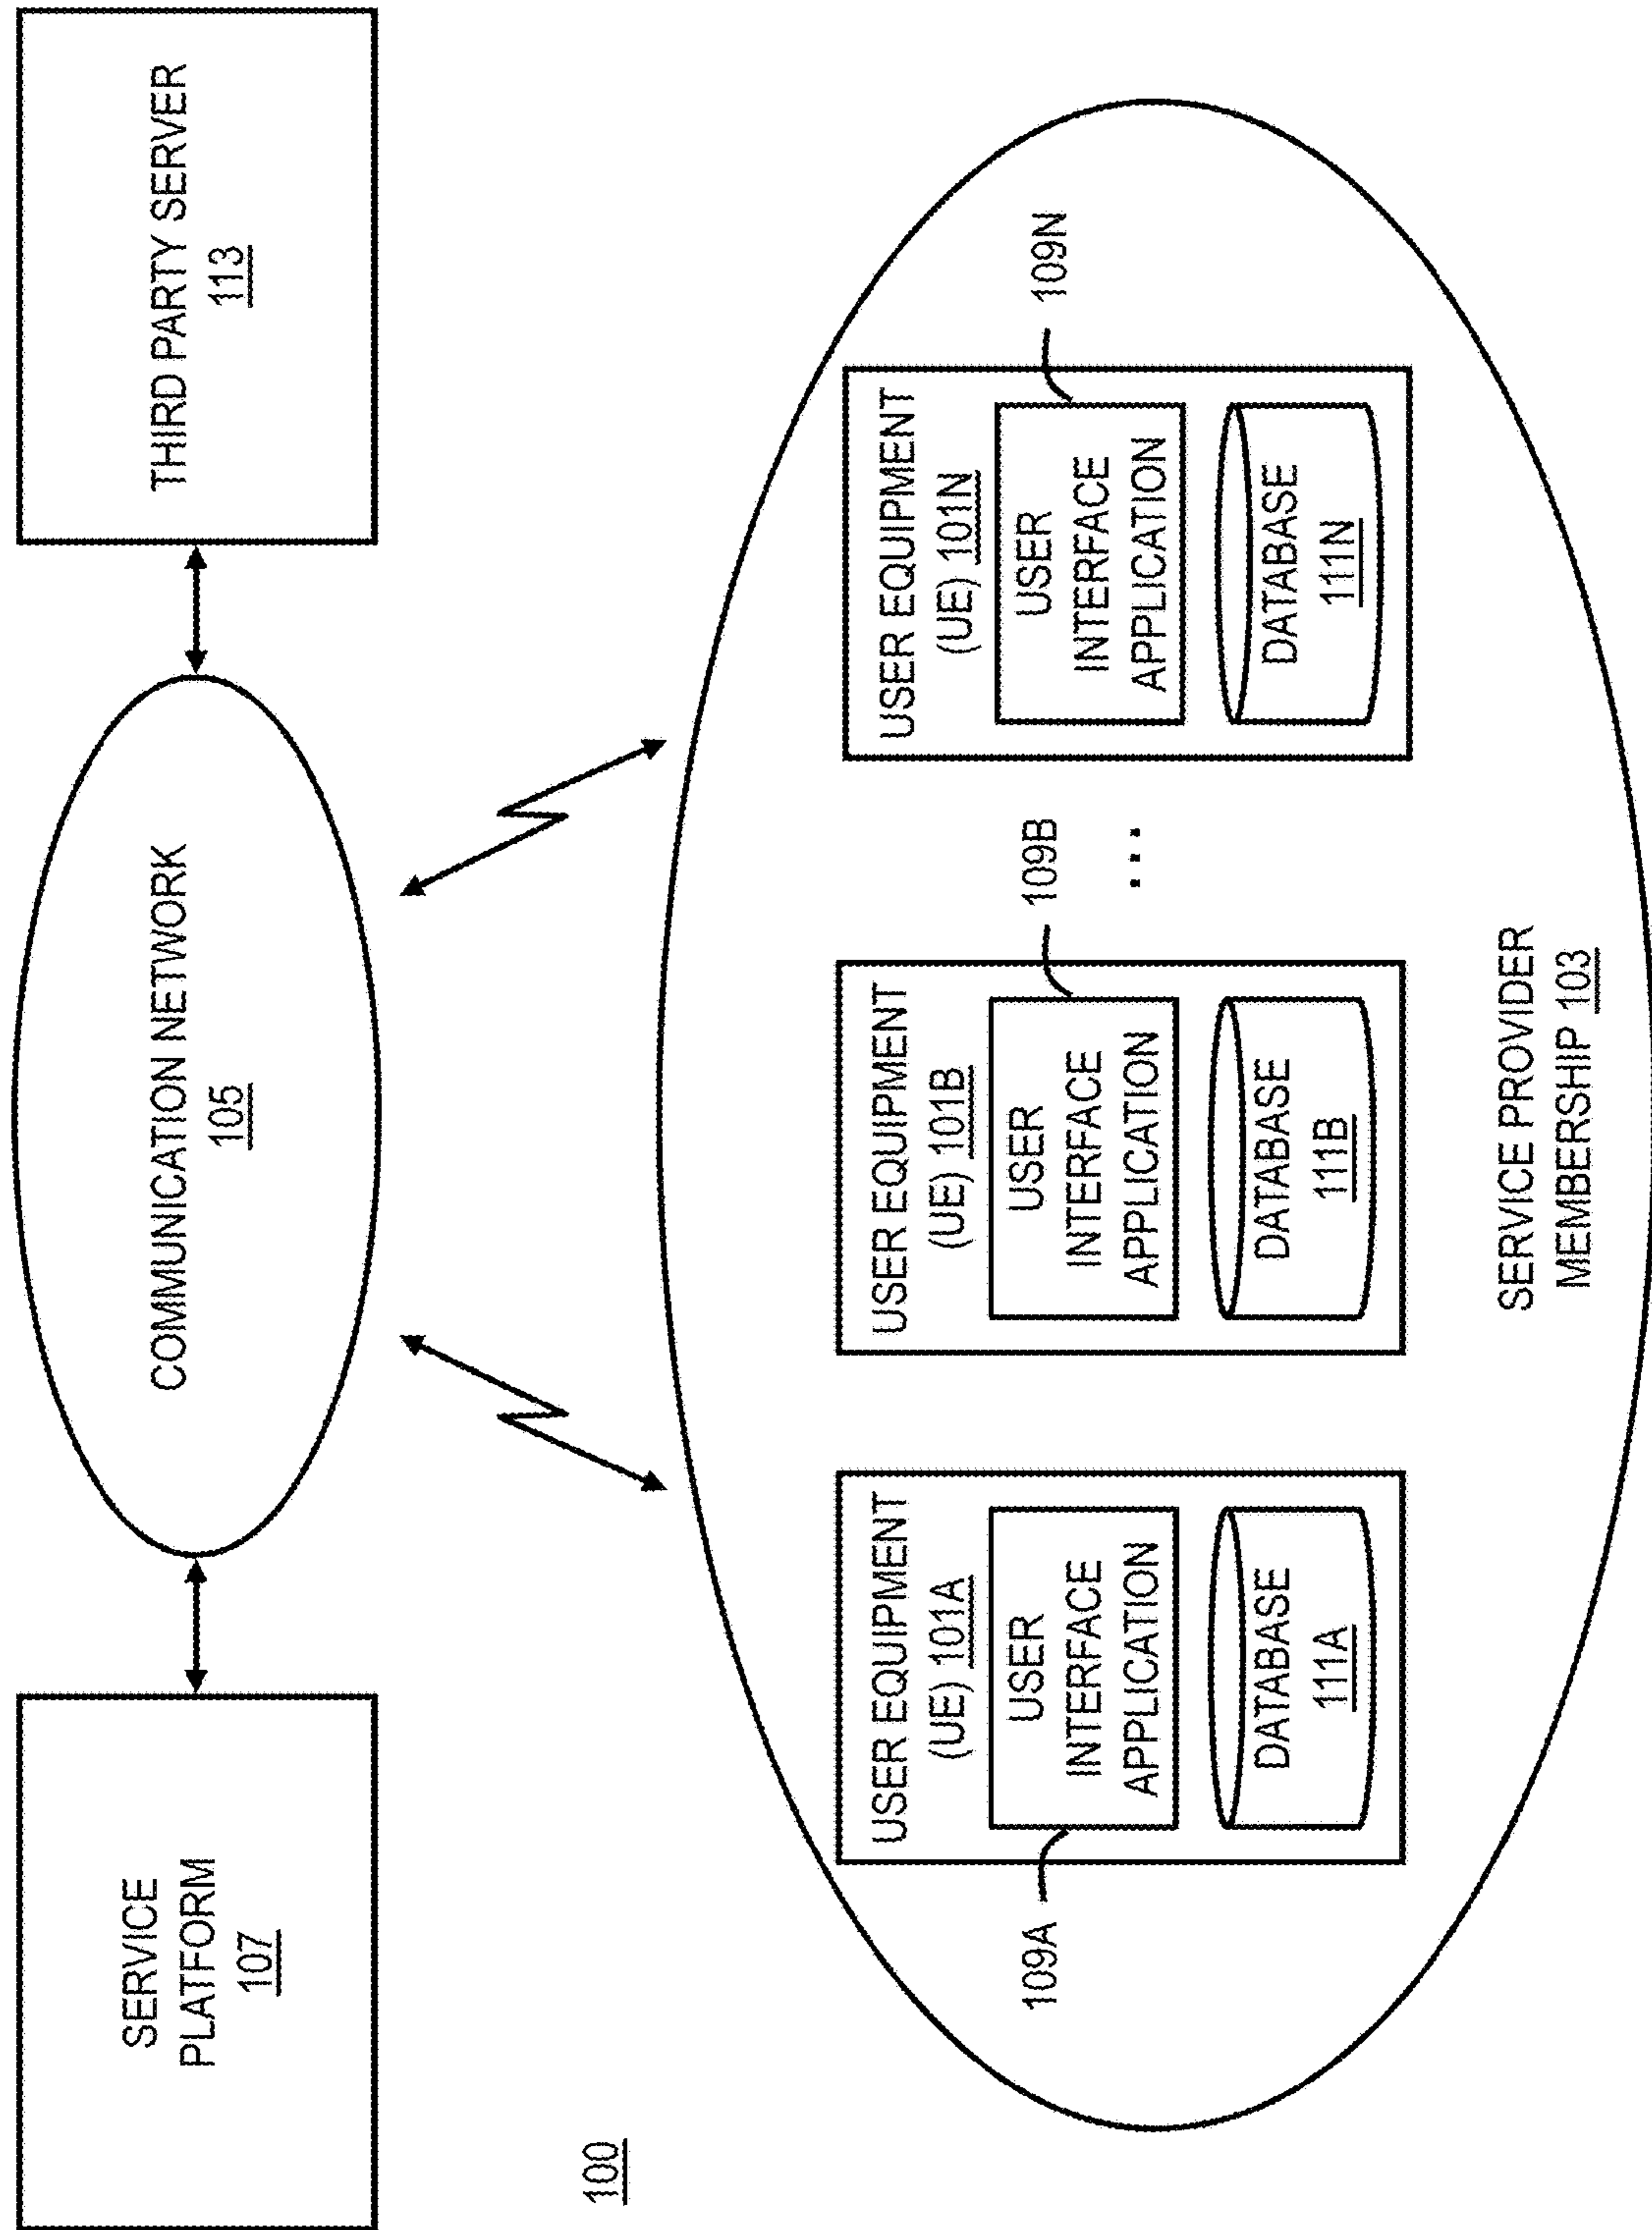 SERVICE
PLATFORM
107
COMMUNICATION NETWORK
105
THIRD PARTY SERVER
113
100
USER EQUIPMENT
(UE) 101A
USER
INTERFACE
APPLICATION
DATABASE
111A
109A
USER EQUIPMENT
(UE) 101B
USER
INTERFACE
APPLICATION
DATABASE
111B
109B
...
USER EQUIPMENT
(UE) 101N
USER
INTERFACE
APPLICATION
DATABASE
111N
109N
SERVICE PROVIDER
MEMBERSHIP 103